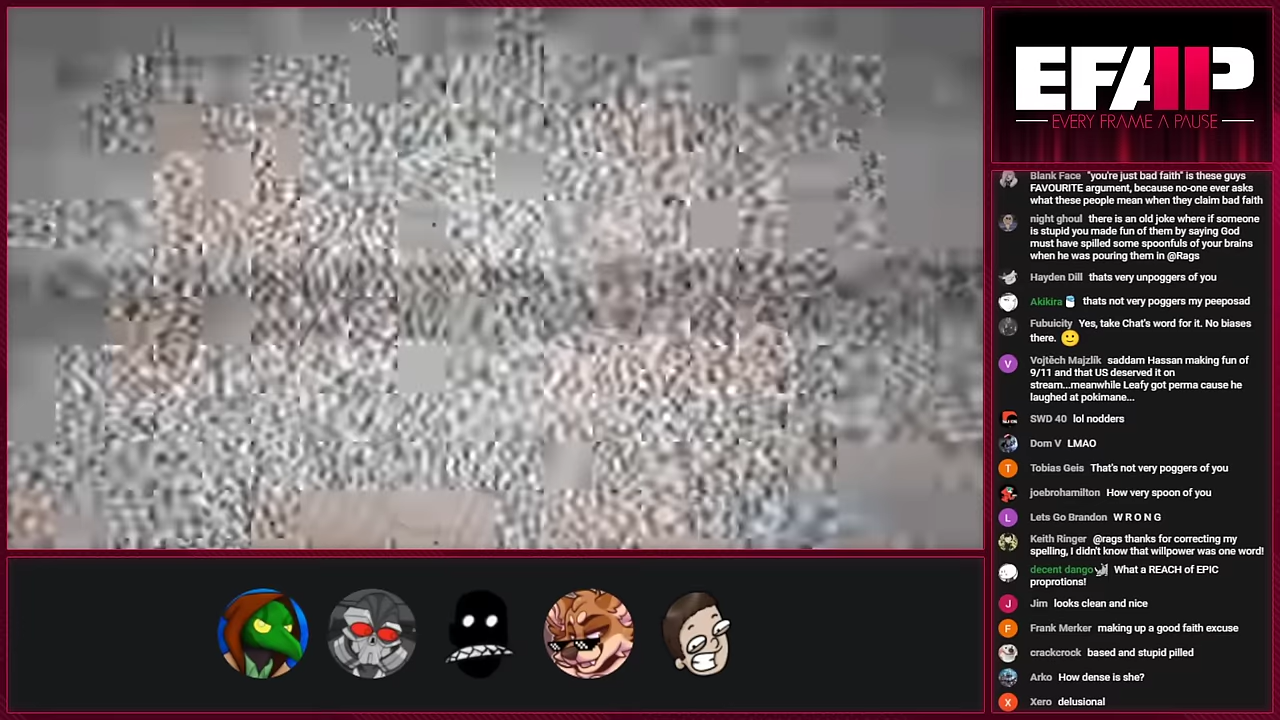 EFAP
EVERY FRAME A PAUSE
Blank Face "you're just bad faith" is these guys
FAVOURITE argument, because no-one ever asks
what these people mean when they claim bad faith
night ghoul there is an old joke where if someone
is stupid you made fun of them by saying God
must have spilled some spoonfuls of your brains
when he was pouring them in @Rags
Hayden Dill thats very unpoggers of you
Akikira thats not very poggers my peeposad
Fubuicity Yes, take Chat's word for it. No biases
there.
Vojtěch Majzlík saddam Hassan making fun of
9/11 and that US deserved it on
stream...meanwhile Leafy got perma cause he
laughed at pokimane...
SWD 40 lol nodders
Dom V LMAO
Tobias Geis That's not very poggers of you
joebrohamilton How very spoon of you
Lets Go Brandon W R O N G
Keith Ringer @rags thanks for correcting my
spelling, I didn't know that willpower was one word!
decent dango What a REACH of EPIC
proprotions!
Jim looks clean and nice
Frank Merker making up a good faith excuse
crackcrock based and stupid pilled
Arko How dense is she?
Xero delusional